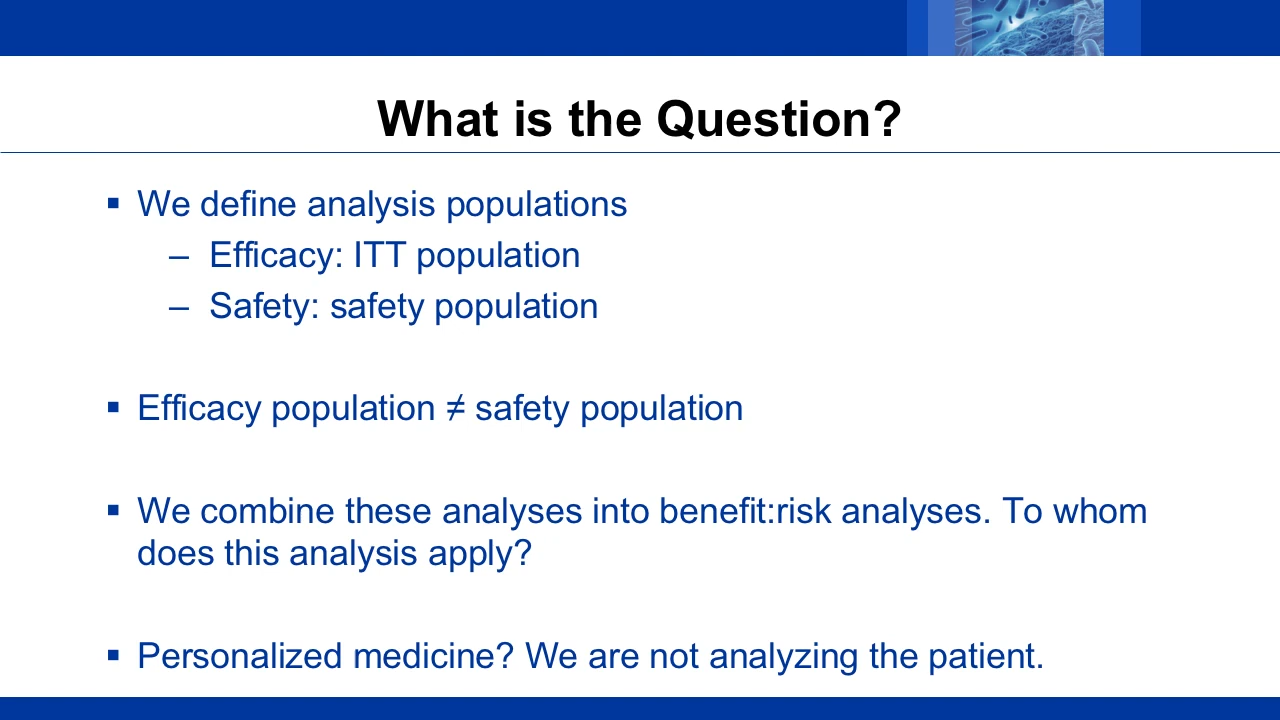 What is the Question?
▪ We define analysis populations
– Efficacy: ITT population
– Safety: safety population
▪ Efficacy population ≠ safety population
▪ We combine these analyses into benefit:risk analyses. To whom
does this analysis apply?
▪ Personalized medicine? We are not analyzing the patient.